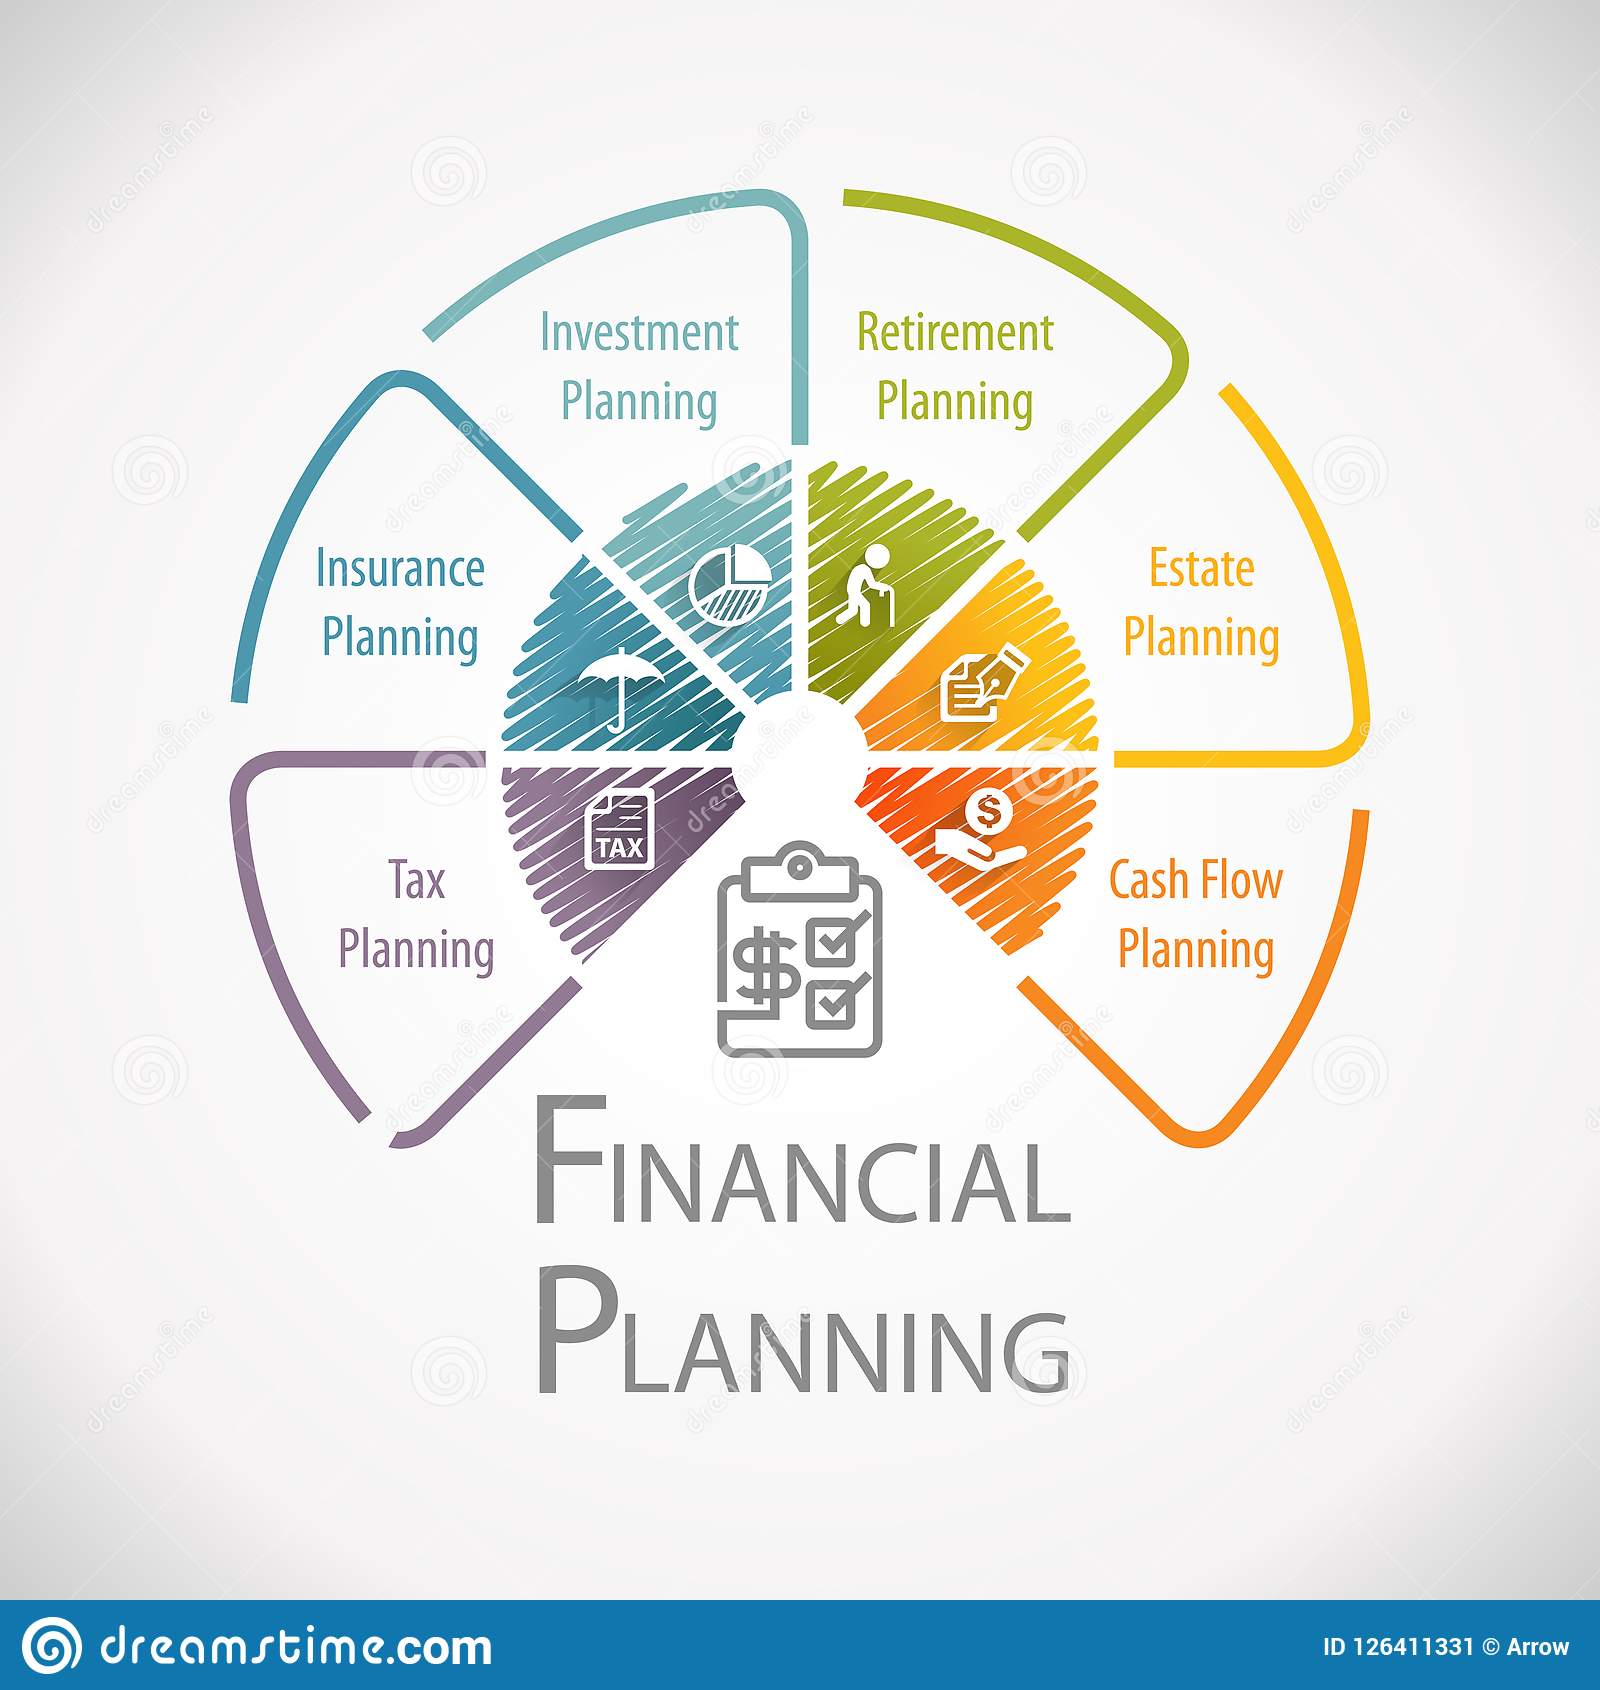 Investment
Planning
Retirement
Planning
Insurance
Planning
Estate
Planning
Tax
Planning
Cash Flow
Planning
TAX
$
$
FINANCIAL
PLANNING
dreamstime
dreamstime.com
ID 126411331 © Arrow